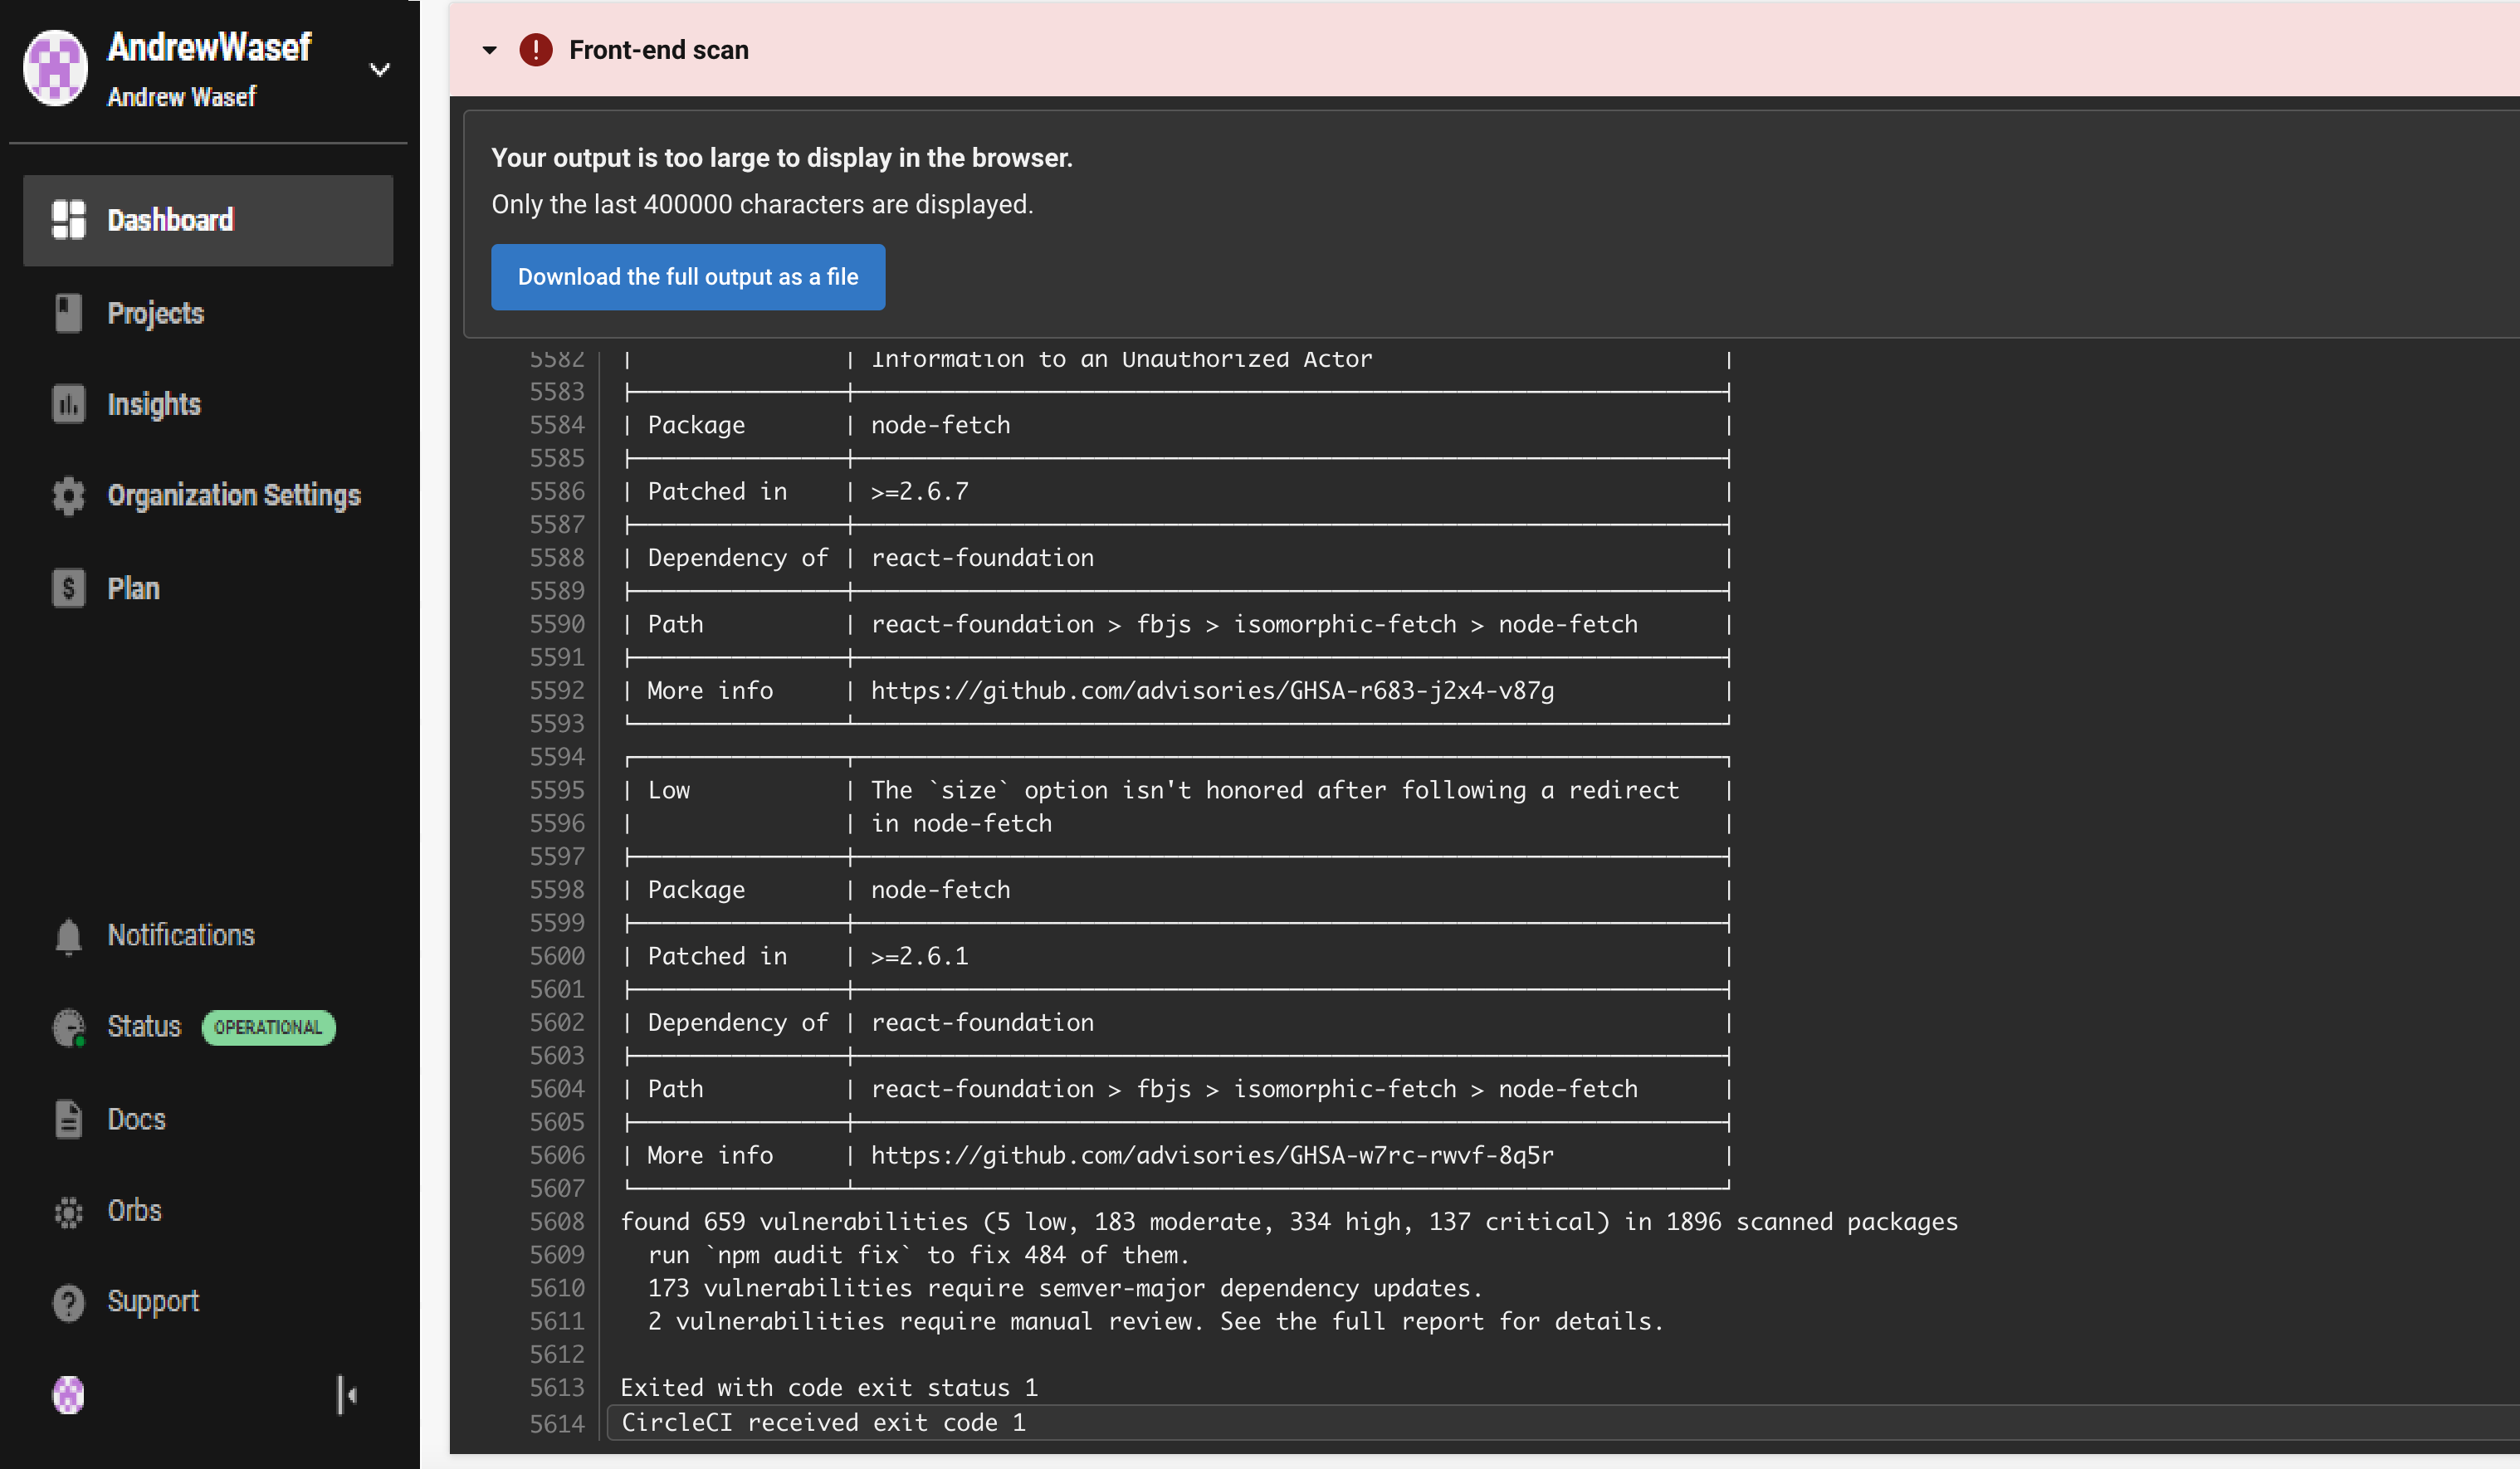 AndrewWasef
Andrew Wasef
Dashboard
Projects
Insights
Organization Settings
Plan
Notifications
Status OPERATIONAL
Docs
Orbs
Support
Front-end scan
Your output is too large to display in the browser.
Only the last 400000 characters are displayed.
Download the full output as a file
5582 | | Information to an Unauthorized Actor |
5583
5584 | Package | node-fetch |
5585
5586 | Patched in | >=2.6.7 |
5587
5588 | Dependency of | react-foundation |
5589
5590 | Path | react-foundation > fbjs > isomorphic-fetch > node-fetch |
5591
5592 | More info | https://github.com/advisories/GHSA-r683-j2x4-v87g |
5593
5594
5595 | Low | The `size` option isn't honored after following a redirect |
5596 | | in node-fetch |
5597
5598 | Package | node-fetch |
5599
5600 | Patched in | >=2.6.1 |
5601
5602 | Dependency of | react-foundation |
5603
5604 | Path | react-foundation > fbjs > isomorphic-fetch > node-fetch |
5605
5606 | More info | https://github.com/advisories/GHSA-w7rc-rwvf-8q5r |
5607
5608 found 659 vulnerabilities (5 low, 183 moderate, 334 high, 137 critical) in 1896 scanned packages
5609 run `npm audit fix` to fix 484 of them.
5610 173 vulnerabilities require semver-major dependency updates.
5611 2 vulnerabilities require manual review. See the full report for details.
5612
5613 Exited with code exit status 1
5614 CircleCI received exit code 1